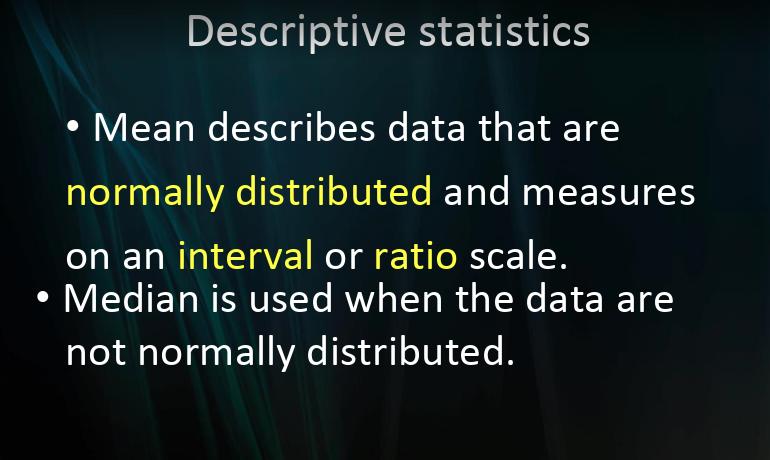 Descriptive statistics
• Mean describes data that are
normally distributed and measures
on an interval or ratio scale.
• Median is used when the data are
not normally distributed.